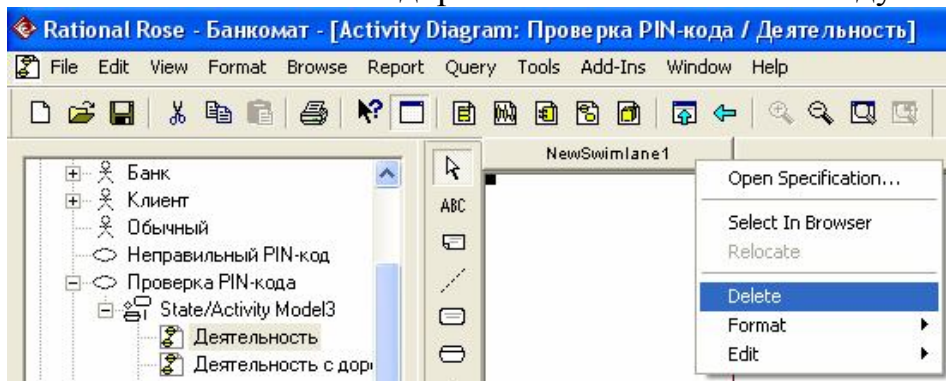 Rational Rose - Банкомат - [Activity Diagram: Проверка PIN-кода / Деятельность]
File Edit View Format Browse Report Query Tools Add-Ins Window Help
NewSwimlane1
Банк
Клиент
Обычный
Неправильный PIN-код
Проверка PIN-кода
State/Activity Model3
Деятельность
Деятельность с доро
ABC
Open Specification...
Select In Browser
Relocate
Delete
Format
Edit